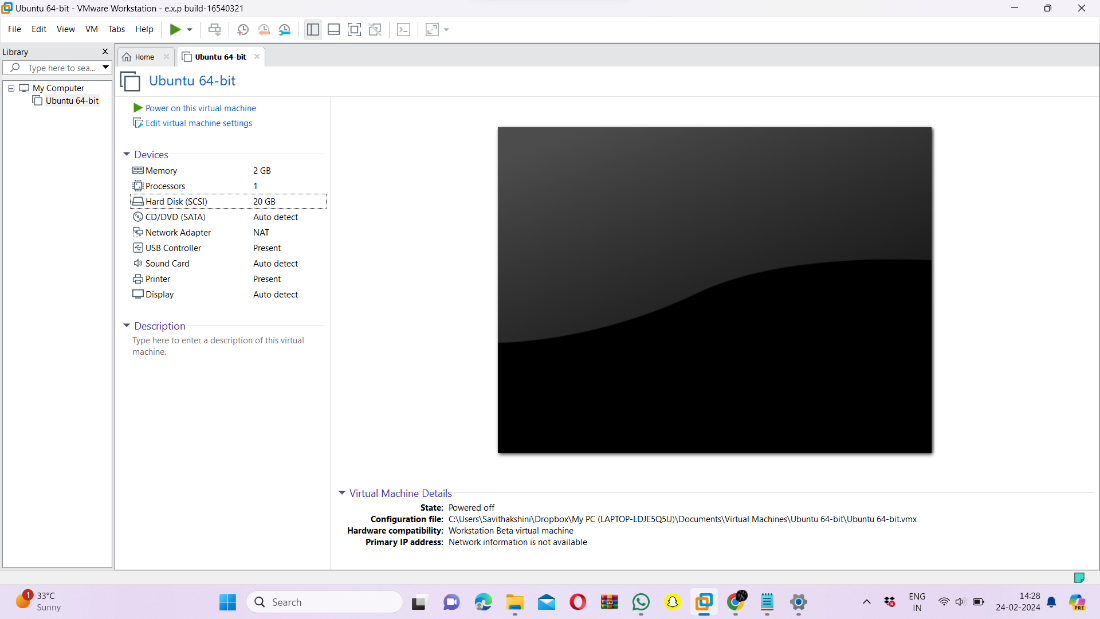 Ubuntu 64-bit - VMware Workstation - e.x.p build-16540321
File Edit View VM Tabs Help
Library X
Type here to sea...
My Computer
Ubuntu 64-bit
Home
Ubuntu 64-bit
Ubuntu 64-bit
Power on this virtual machine
Edit virtual machine settings
Devices
Memory 2 GB
Processors 1
Hard Disk (SCSI) 20 GB
CD/DVD (SATA) Auto detect
Network Adapter NAT
USB Controller Present
Sound Card Auto detect
Printer Present
Display Auto detect
Description
Type here to enter a description of this virtual
machine.
Virtual Machine Details
State: Powered off
Configuration file: C:\Users\Savithakshini\Dropbox\My PC (LAPTOP-LDJE5Q5U)\Documents\Virtual Machines\Ubuntu 64-bit\Ubuntu 64-bit.vmx
Hardware compatibility: Workstation Beta virtual machine
Primary IP address: Network information is not available
1
33°C
Sunny
Search
ENG
IN
14:28
24-02-2024
PRE